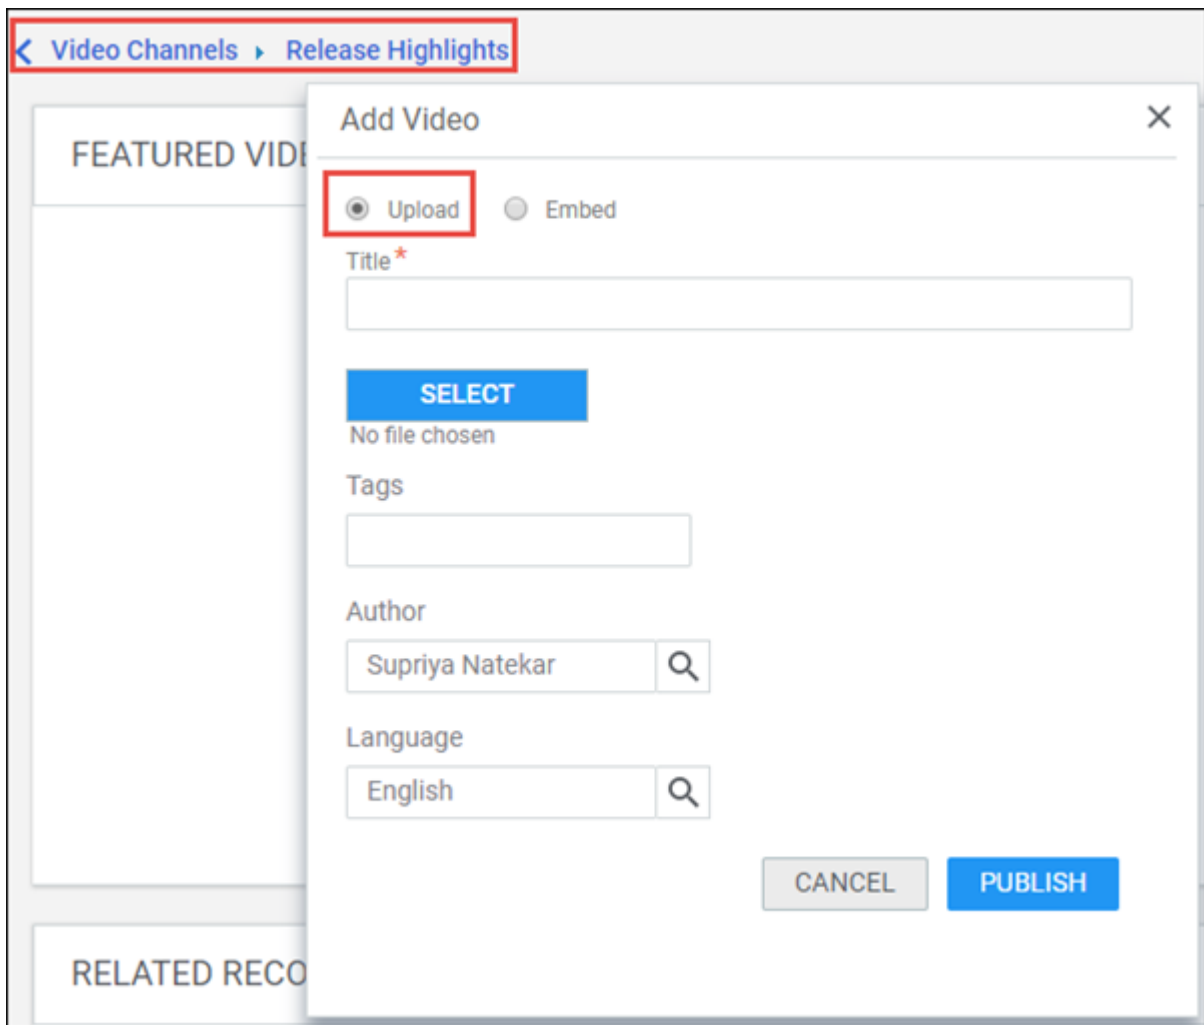 Video Channels Release Highlights
FEATURED VIDE
Add Video
Upload Embed
Title*
SELECT
No file chosen
Tags
Author
Supriya Natekar
Language
English
CANCEL PUBLISH
RELATED RECO